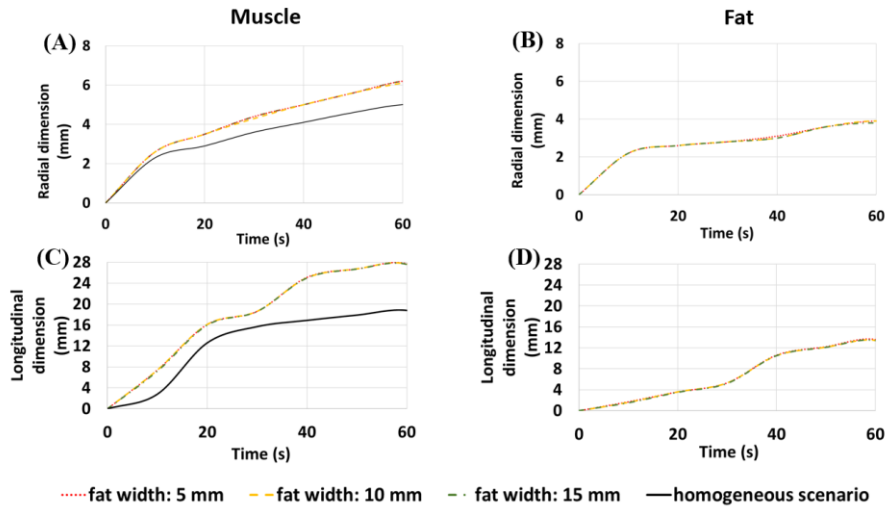 Muscle
Fat
(A)
8
6
4
2
0
Radial dimension
(mm)
0 20 40 60
Time (s)
(B)
8
6
4
2
0
Radial dimension
(mm)
0 20 40 60
Time (s)
(C)
28
24
20
16
12
8
4
0
Longitudinal
dimension
(mm)
0 20 40 60
Time (s)
(D)
28
24
20
16
12
8
4
0
Longitudinal
dimension
(mm)
0 20 40 60
Time (s)
fat width: 5 mm fat width: 10 mm fat width: 15 mm homogeneous scenario